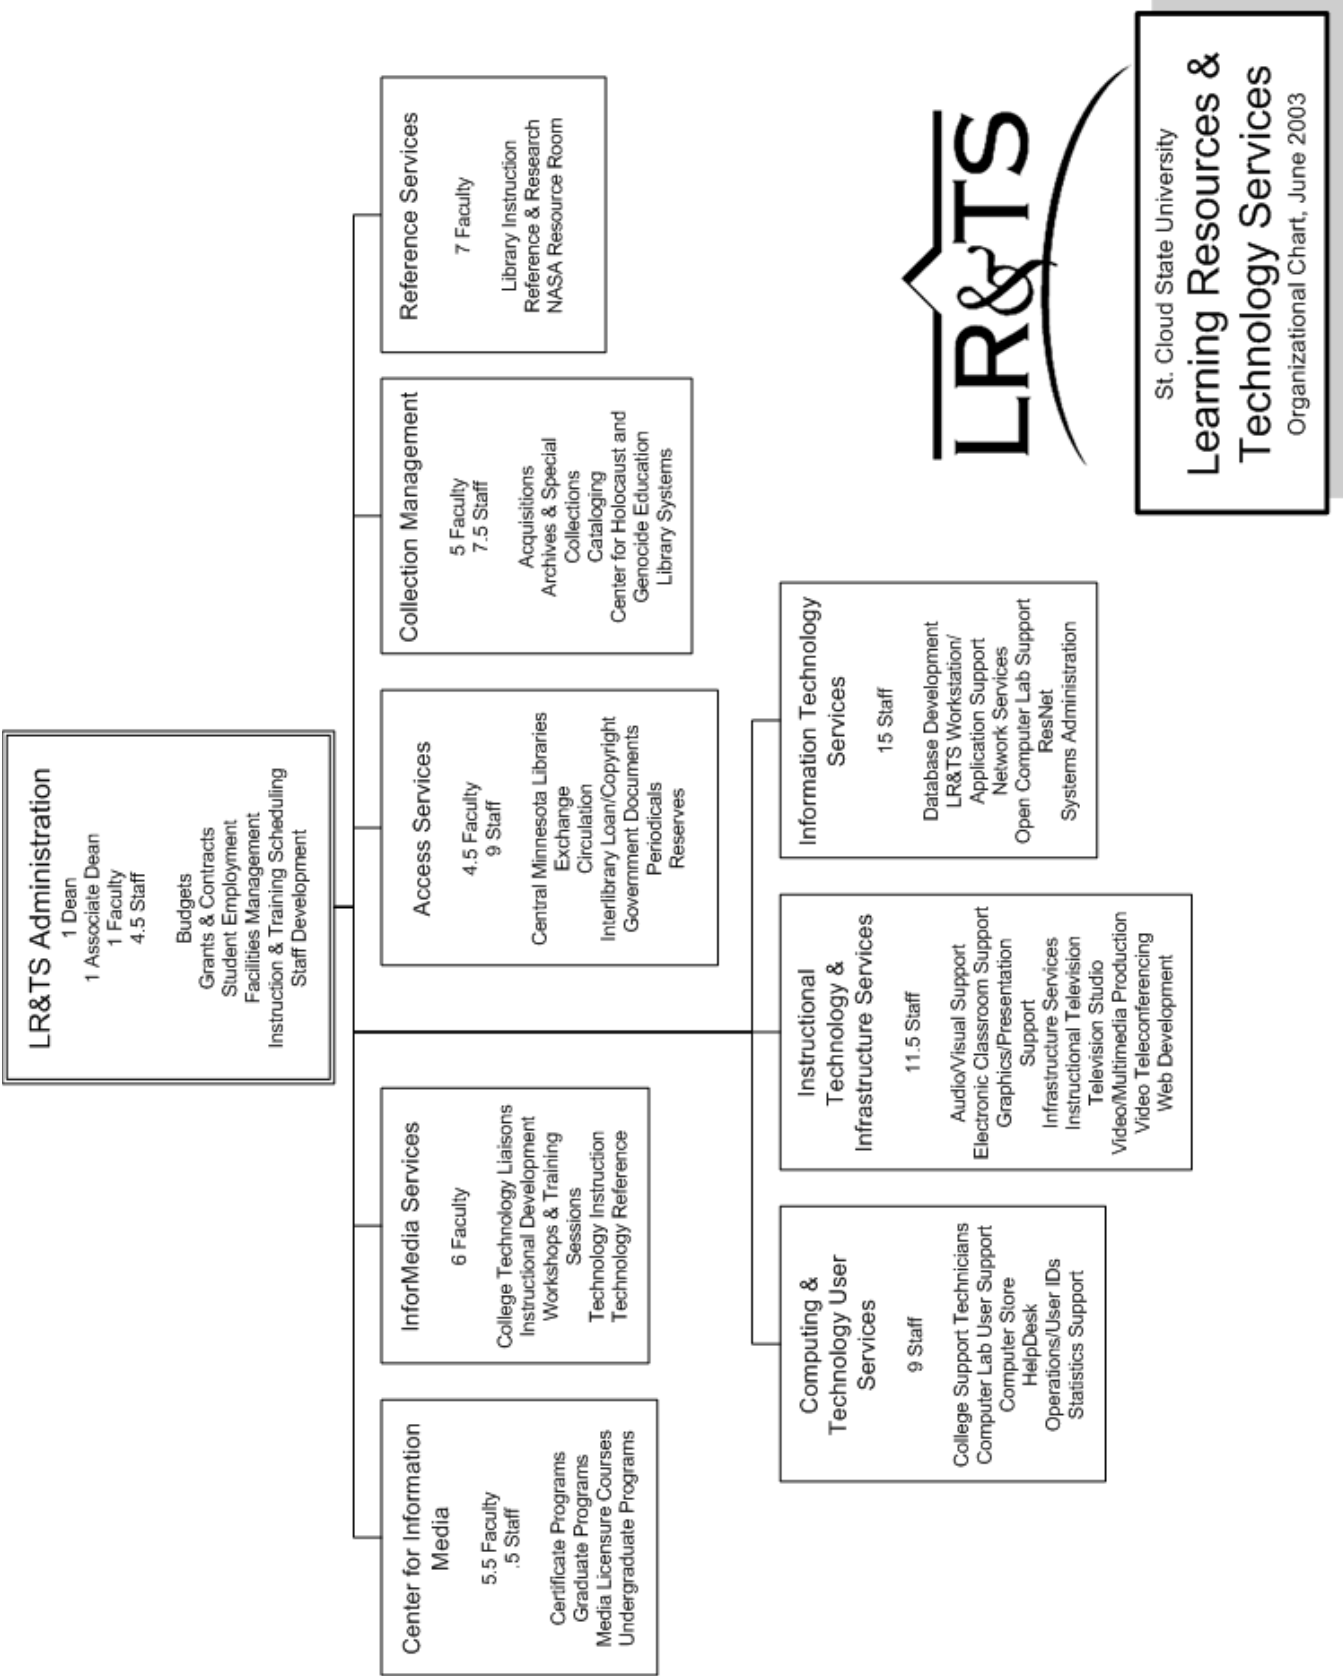 LR&TS Administration
1 Dean
1 Associate Dean
1 Faculty
4.5 Staff
Budgets
Grants & Contracts
Student Employment
Facilities Management
Instruction & Training Scheduling
Staff Development
Center for Information
Media
5.5 Faculty
.5 Staff
Certificate Programs
Graduate Programs
Media Licensure Courses
Undergraduate Programs
InforMedia Services
6 Faculty
College Technology Liaisons
Instructional Development
Workshops & Training
Sessions
Technology Instruction
Technology Reference
Access Services
4.5 Faculty
9 Staff
Central Minnesota Libraries
Exchange
Circulation
Interlibrary Loan/Copyright
Government Documents
Periodicals
Reserves
Collection Management
5 Faculty
7.5 Staff
Acquisitions
Archives & Special
Collections
Cataloging
Center for Holocaust and
Genocide Education
Library Systems
Reference Services
7 Faculty
Library Instruction
Reference & Research
NASA Resource Room
Computing &
Technology User
Services
9 Staff
College Support Technicians
Computer Lab User Support
Computer Store
HelpDesk
Operations/User IDs
Statistics Support
Instructional
Technology &
Infrastructure Services
11.5 Staff
Audio/Visual Support
Electronic Classroom Support
Graphics/Presentation
Support
Infrastructure Services
Instructional Television
Television Studio
Video/Multimedia Production
Video Teleconferencing
Web Development
Information Technology
Services
15 Staff
Database Development
LR&TS Workstation/
Application Support
Network Services
Open Computer Lab Support
ResNet
Systems Administration
LR&TS
St. Cloud State University
Learning Resources &
Technology Services
Organizational Chart, June 2003